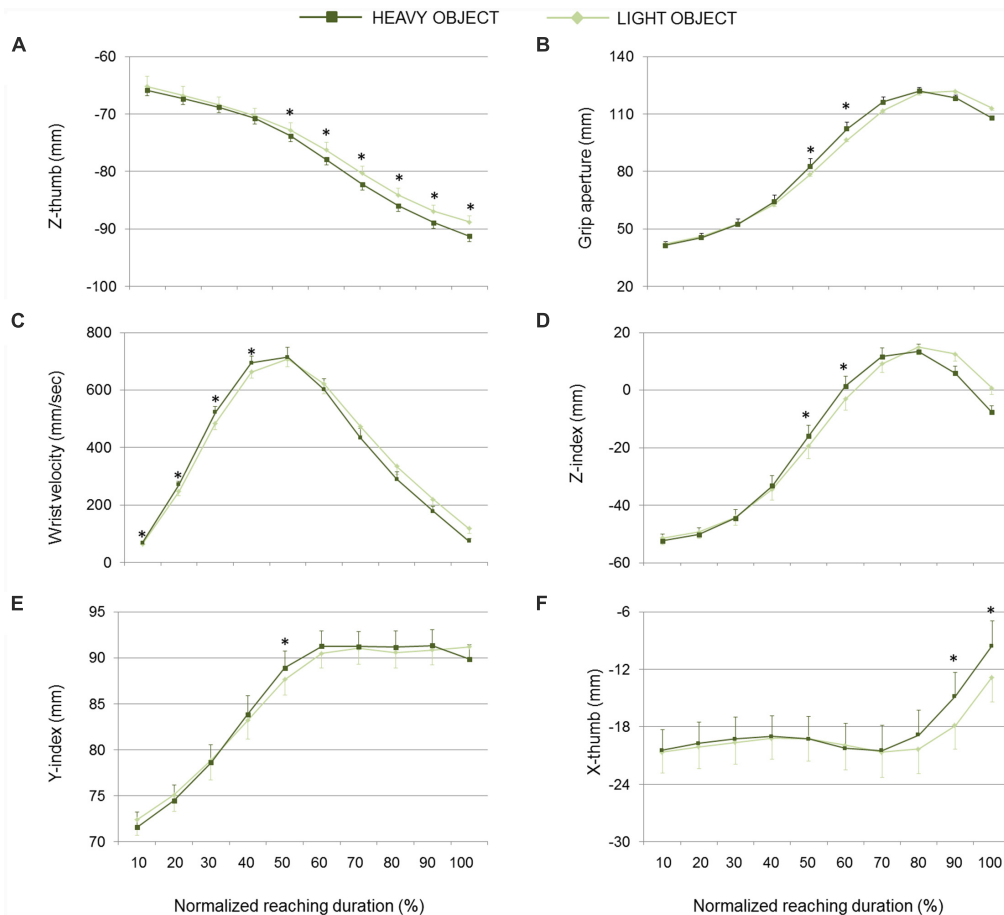 HEAVY OBJECT LIGHT OBJECT
A
-60
-70
-80
-90
-100
Z-thumb (mm)
* * * * * *
B
140
110
80
50
20
Grip aperture (mm)
* *
C
800
600
400
200
0
Wrist velocity (mm/sec)
* * * *
D
20
0
-20
-40
-60
Z-index (mm)
* *
E
95
90
85
80
75
70
Y-index (mm)
*
10 20 30 40 50 60 70 80 90 100
Normalized reaching duration (%)
F
-6
-12
-18
-24
-30
X-thumb (mm)
* *
10 20 30 40 50 60 70 80 90 100
Normalized reaching duration (%)